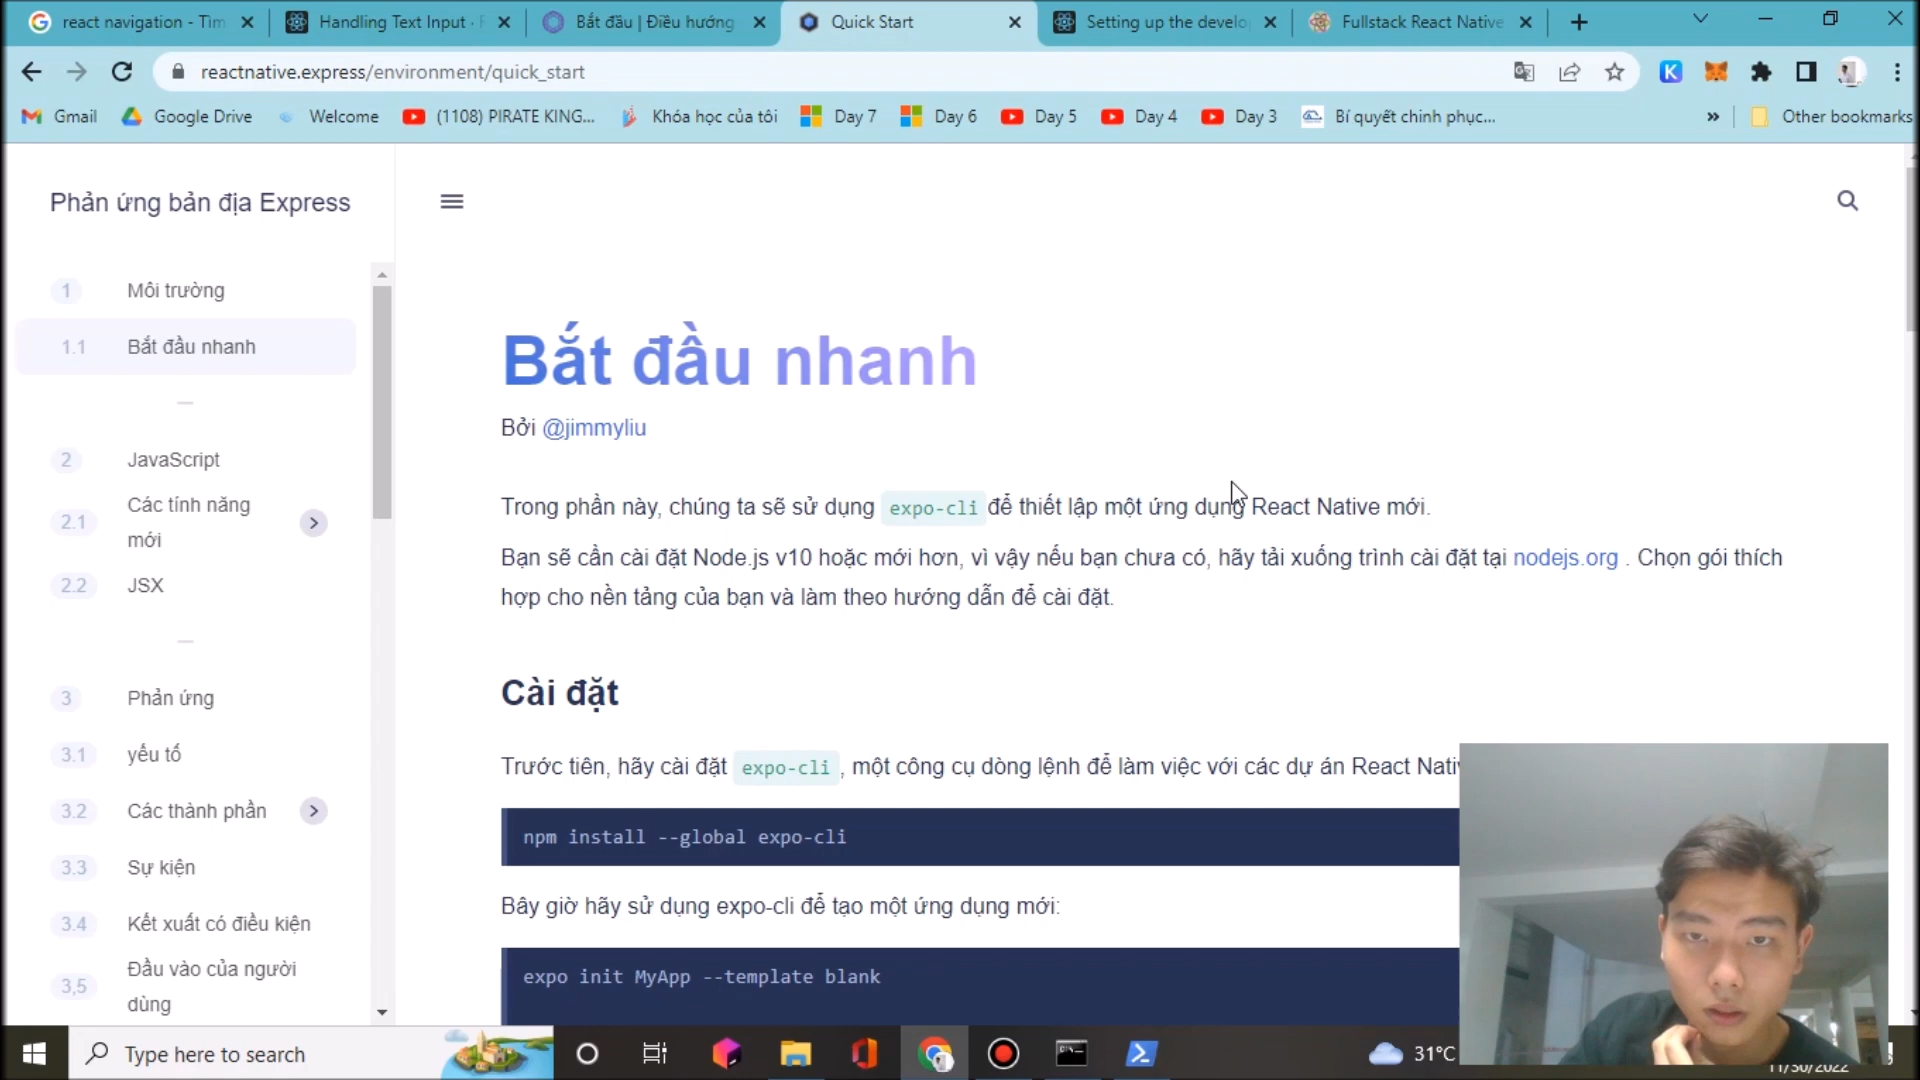 react navigation - Tìm
Handling Text Input ·
Bắt đầu | Điều hướng
Quick Start
Setting up the develo
Fullstack React Native
reactnative.express/environment/quick_start
Gmail
Google Drive
Welcome
(1108) PIRATE KING...
Khóa học của tôi
Day 7
Day 6
Day 5
Day 4
Day 3
Bí quyết chinh phục...
»
Other bookmarks
Phản ứng bản địa Express
1 Môi trường
1.1 Bắt đầu nhanh
2 JavaScript
2.1 Các tính năng
mới
2.2 JSX
3 Phản ứng
3.1 yếu tố
3.2 Các thành phần
3.3 Sự kiện
3.4 Kết xuất có điều kiện
3,5 Đầu vào của người
dùng
Bắt đầu nhanh
Bởi @jimmyliu
Trong phần này, chúng ta sẽ sử dụng expo-cli để thiết lập một ứng dụng React Native mới.
Bạn sẽ cần cài đặt Node.js v10 hoặc mới hơn, vì vậy nếu bạn chưa có, hãy tải xuống trình cài đặt tại nodejs.org . Chọn gói thích
hợp cho nền tảng của bạn và làm theo hướng dẫn để cài đặt.
Cài đặt
Trước tiên, hãy cài đặt expo-cli , một công cụ dòng lệnh để làm việc với các dự án React
npm install --global expo-cli
Bây giờ hãy sử dụng expo-cli để tạo một ứng dụng mới:
expo init MyApp --template blank
Type here to search
31°C
11/30/2022